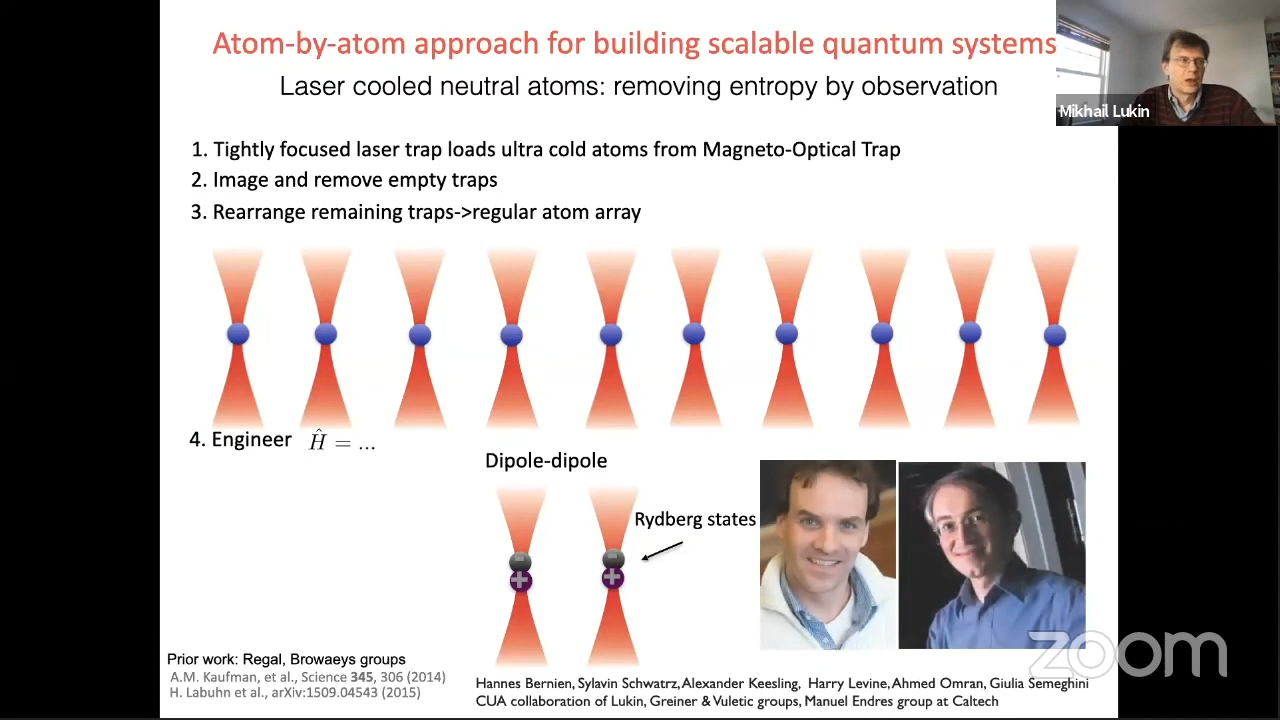 Atom-by-atom approach for building scalable quantum systems
Laser cooled neutral atoms: removing entropy by observation
Mikhail Lukin
1. Tightly focused laser trap loads ultra cold atoms from Magneto-Optical Trap
2. Image and remove empty traps
3. Rearrange remaining traps->regular atom array
4. Engineer Ĥ = ...
Dipole-dipole
Rydberg states
zoom
Prior work: Regal, Browaeys groups
A.M. Kaufman, et al., Science 345, 306 (2014)
H. Labuhn et al., arXiv:1509.04543 (2015)
Hannes Bernien, Sylavin Schwatrz, Alexander Keesling, Harry Levine, Ahmed Omran, Giulia Semeghini
CUA collaboration of Lukin, Greiner & Vuletic groups, Manuel Endres group at Caltech